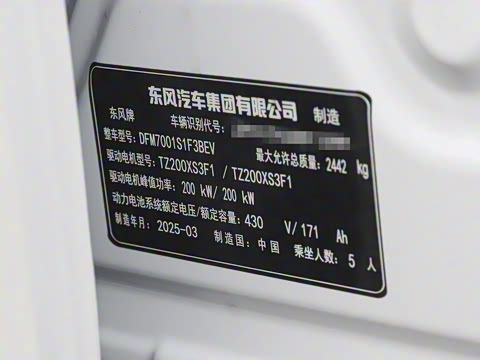 东风汽车集团有限公司 制造
东风牌 车辆识别代号:
整车型号: DFM7001S1F3BEV 最大允许总质量: 2442 kg
驱动电机型号: TZ200XS3F1 / TZ200XS3F1
驱动电机峰值功率: 200 kW/ 200 kW
动力电池系统额定电压/额定容量: 430 V/ 171 Ah
制造年月: 2025-03 制造国: 中国 乘坐人数: 5 人